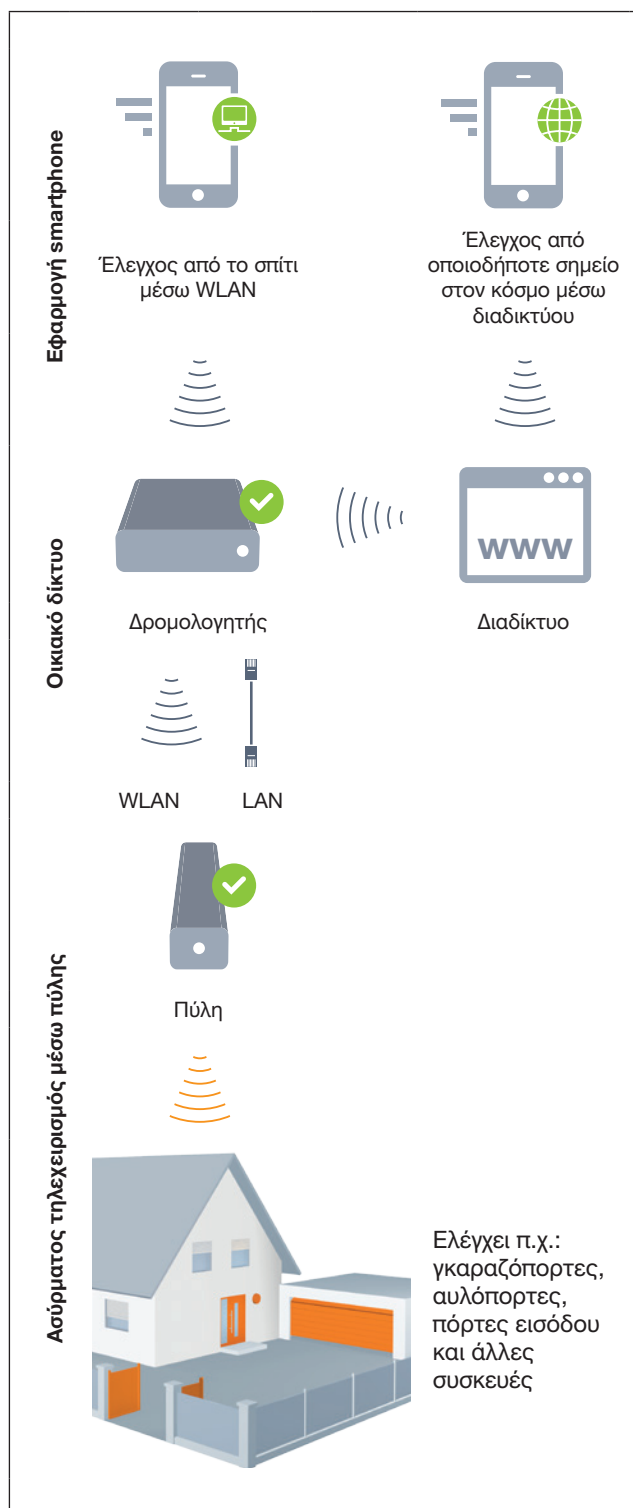 Εφαρμογή smartphone
Έλεγχος από το σπίτι
μέσω WLAN
Έλεγχος από
οποιοδήποτε σημείο
στον κόσμο μέσω
διαδικτύου
Οικιακό δίκτυο
Δρομολογητής
www
Διαδίκτυο
WLAN
LAN
Ασύρματος τηλεχειρισμός μέσω πύλης
Πύλη
Ελέγχει π.χ.:
γκαραζόπορτες,
αυλόπορτες,
πόρτες εισόδου
και άλλες
συσκευές